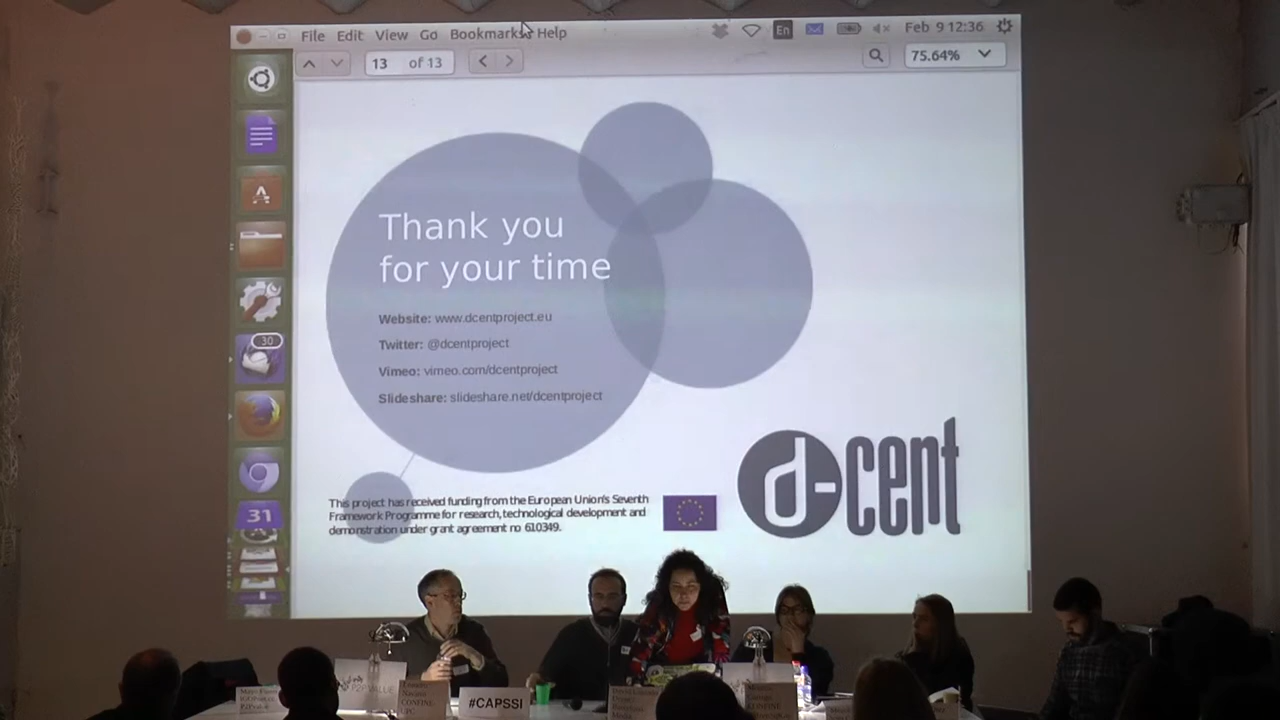 File Edit View Go Bookmarks Help
En
Feb 9 12:36
13 of 13
75.64%
Thank you
for your time
Website: www.dcentproject.eu
Twitter: @dcentproject
Vimeo: vimeo.com/dcentproject
Slideshare: slideshare.net/dcentproject
30
31
d-cent
This project has received funding from the European Union's Seventh
Framework Programme for research, technological development and
demonstration under grant agreement no 610349.
P2PVALUE
#CAPSSI
CONFINE